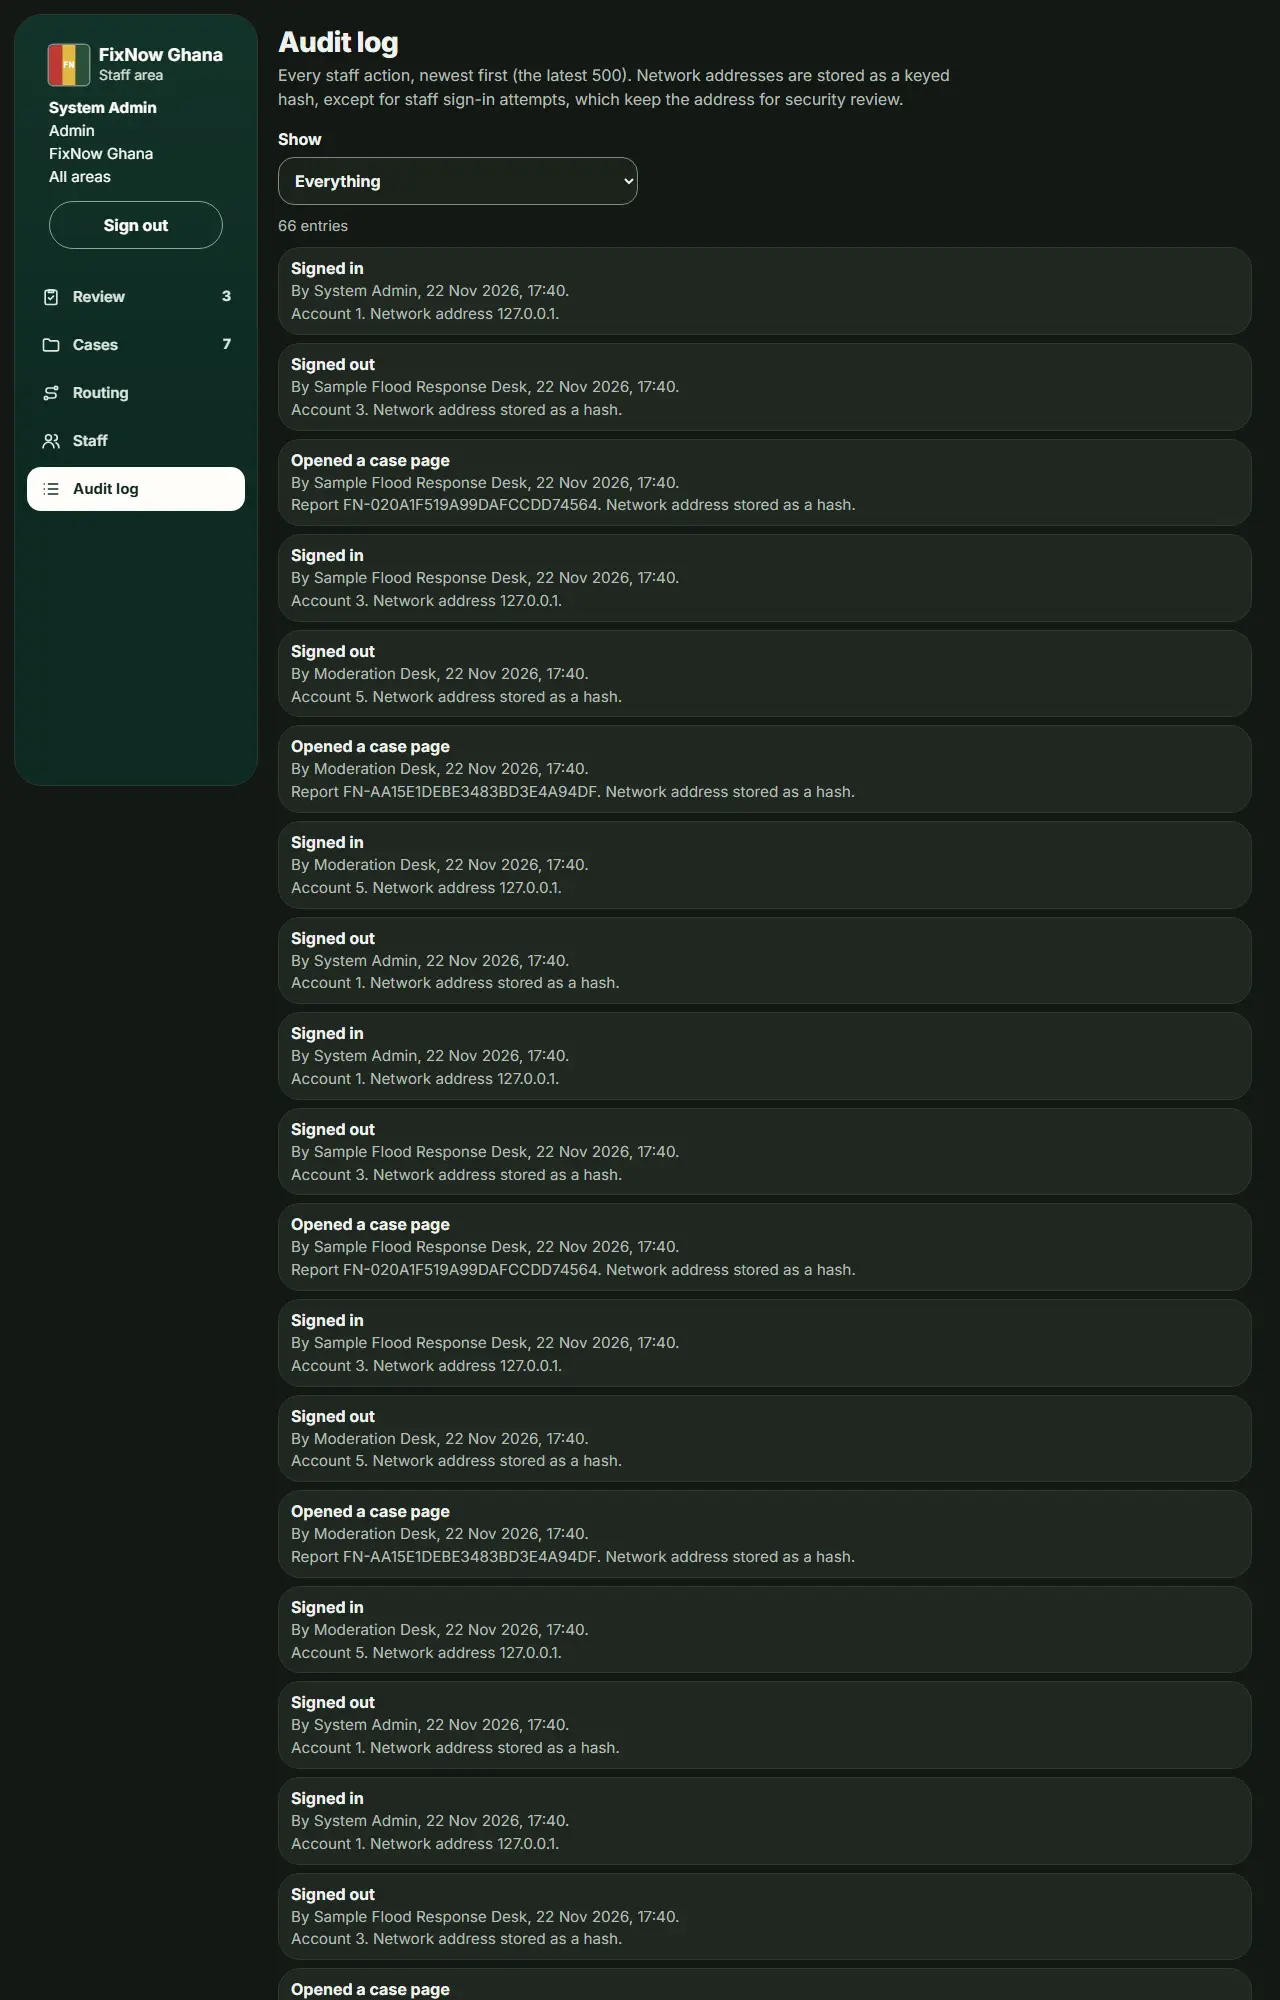 FN
FixNow Ghana
Staff area
System Admin
Admin
FixNow Ghana
All areas
Sign out
Review 3
Cases 7
Routing
Staff
Audit log
Audit log
Every staff action, newest first (the latest 500). Network addresses are stored as a keyed
hash, except for staff sign-in attempts, which keep the address for security review.
Show
Everything
66 entries
Signed in
By System Admin, 22 Nov 2026, 17:40.
Account 1. Network address 127.0.0.1.
Signed out
By Sample Flood Response Desk, 22 Nov 2026, 17:40.
Account 3. Network address stored as a hash.
Opened a case page
By Sample Flood Response Desk, 22 Nov 2026, 17:40.
Report FN-020A1F519A99DAFCCDD74564. Network address stored as a hash.
Signed in
By Sample Flood Response Desk, 22 Nov 2026, 17:40.
Account 3. Network address 127.0.0.1.
Signed out
By Moderation Desk, 22 Nov 2026, 17:40.
Account 5. Network address stored as a hash.
Opened a case page
By Moderation Desk, 22 Nov 2026, 17:40.
Report FN-AA15E1DEBE3483BD3E4A94DF. Network address stored as a hash.
Signed in
By Moderation Desk, 22 Nov 2026, 17:40.
Account 5. Network address 127.0.0.1.
Signed out
By System Admin, 22 Nov 2026, 17:40.
Account 1. Network address stored as a hash.
Signed in
By System Admin, 22 Nov 2026, 17:40.
Account 1. Network address 127.0.0.1.
Signed out
By Sample Flood Response Desk, 22 Nov 2026, 17:40.
Account 3. Network address stored as a hash.
Opened a case page
By Sample Flood Response Desk, 22 Nov 2026, 17:40.
Report FN-020A1F519A99DAFCCDD74564. Network address stored as a hash.
Signed in
By Sample Flood Response Desk, 22 Nov 2026, 17:40.
Account 3. Network address 127.0.0.1.
Signed out
By Moderation Desk, 22 Nov 2026, 17:40.
Account 5. Network address stored as a hash.
Opened a case page
By Moderation Desk, 22 Nov 2026, 17:40.
Report FN-AA15E1DEBE3483BD3E4A94DF. Network address stored as a hash.
Signed in
By Moderation Desk, 22 Nov 2026, 17:40.
Account 5. Network address 127.0.0.1.
Signed out
By System Admin, 22 Nov 2026, 17:40.
Account 1. Network address stored as a hash.
Signed in
By System Admin, 22 Nov 2026, 17:40.
Account 1. Network address 127.0.0.1.
Signed out
By Sample Flood Response Desk, 22 Nov 2026, 17:40.
Account 3. Network address stored as a hash.
Opened a case page